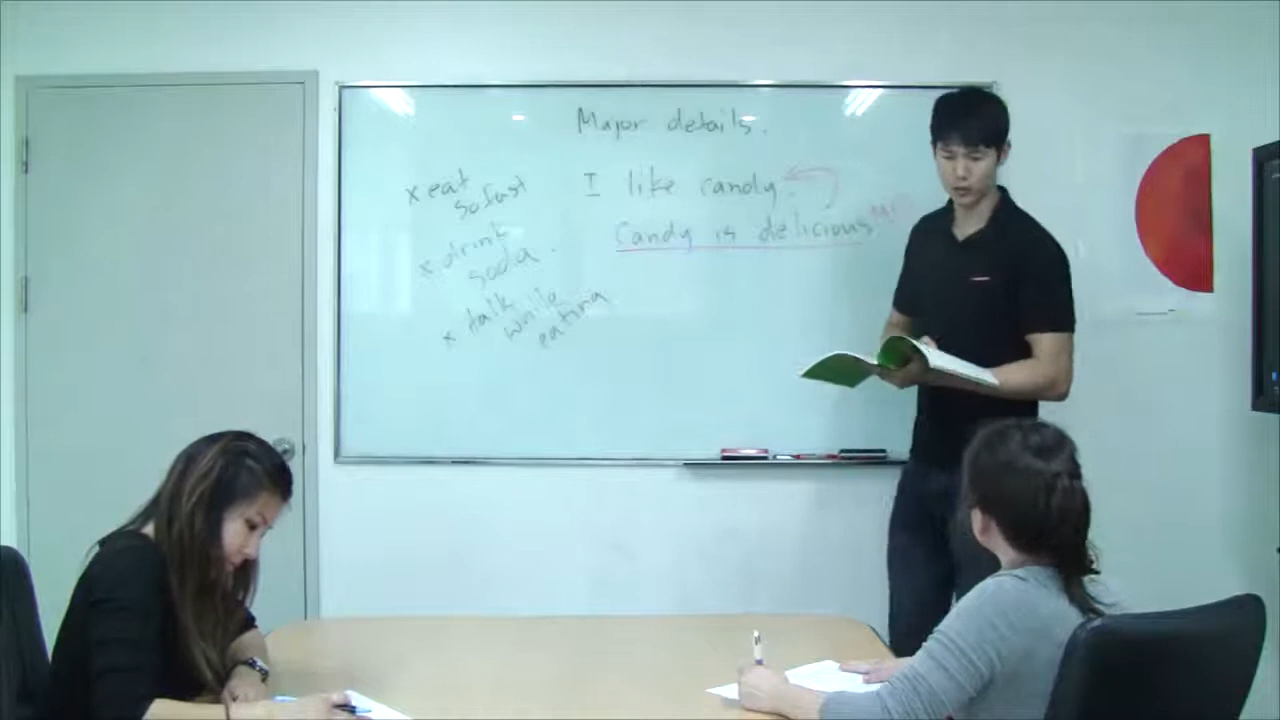 Major details.
x eat
so fast
x drink
soda.
x talk
while
eating
I like candy.
Candy is delicious